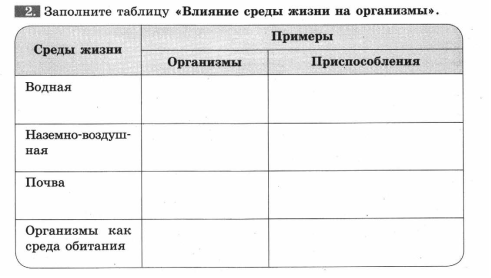 2. Заполните таблицу «Влияние среды жизни на организмы».
Среды жизни
Примеры
Организмы
Приспособления
Водная
Наземно-воздуш-
ная
Почва
Организмы как
среда обитания